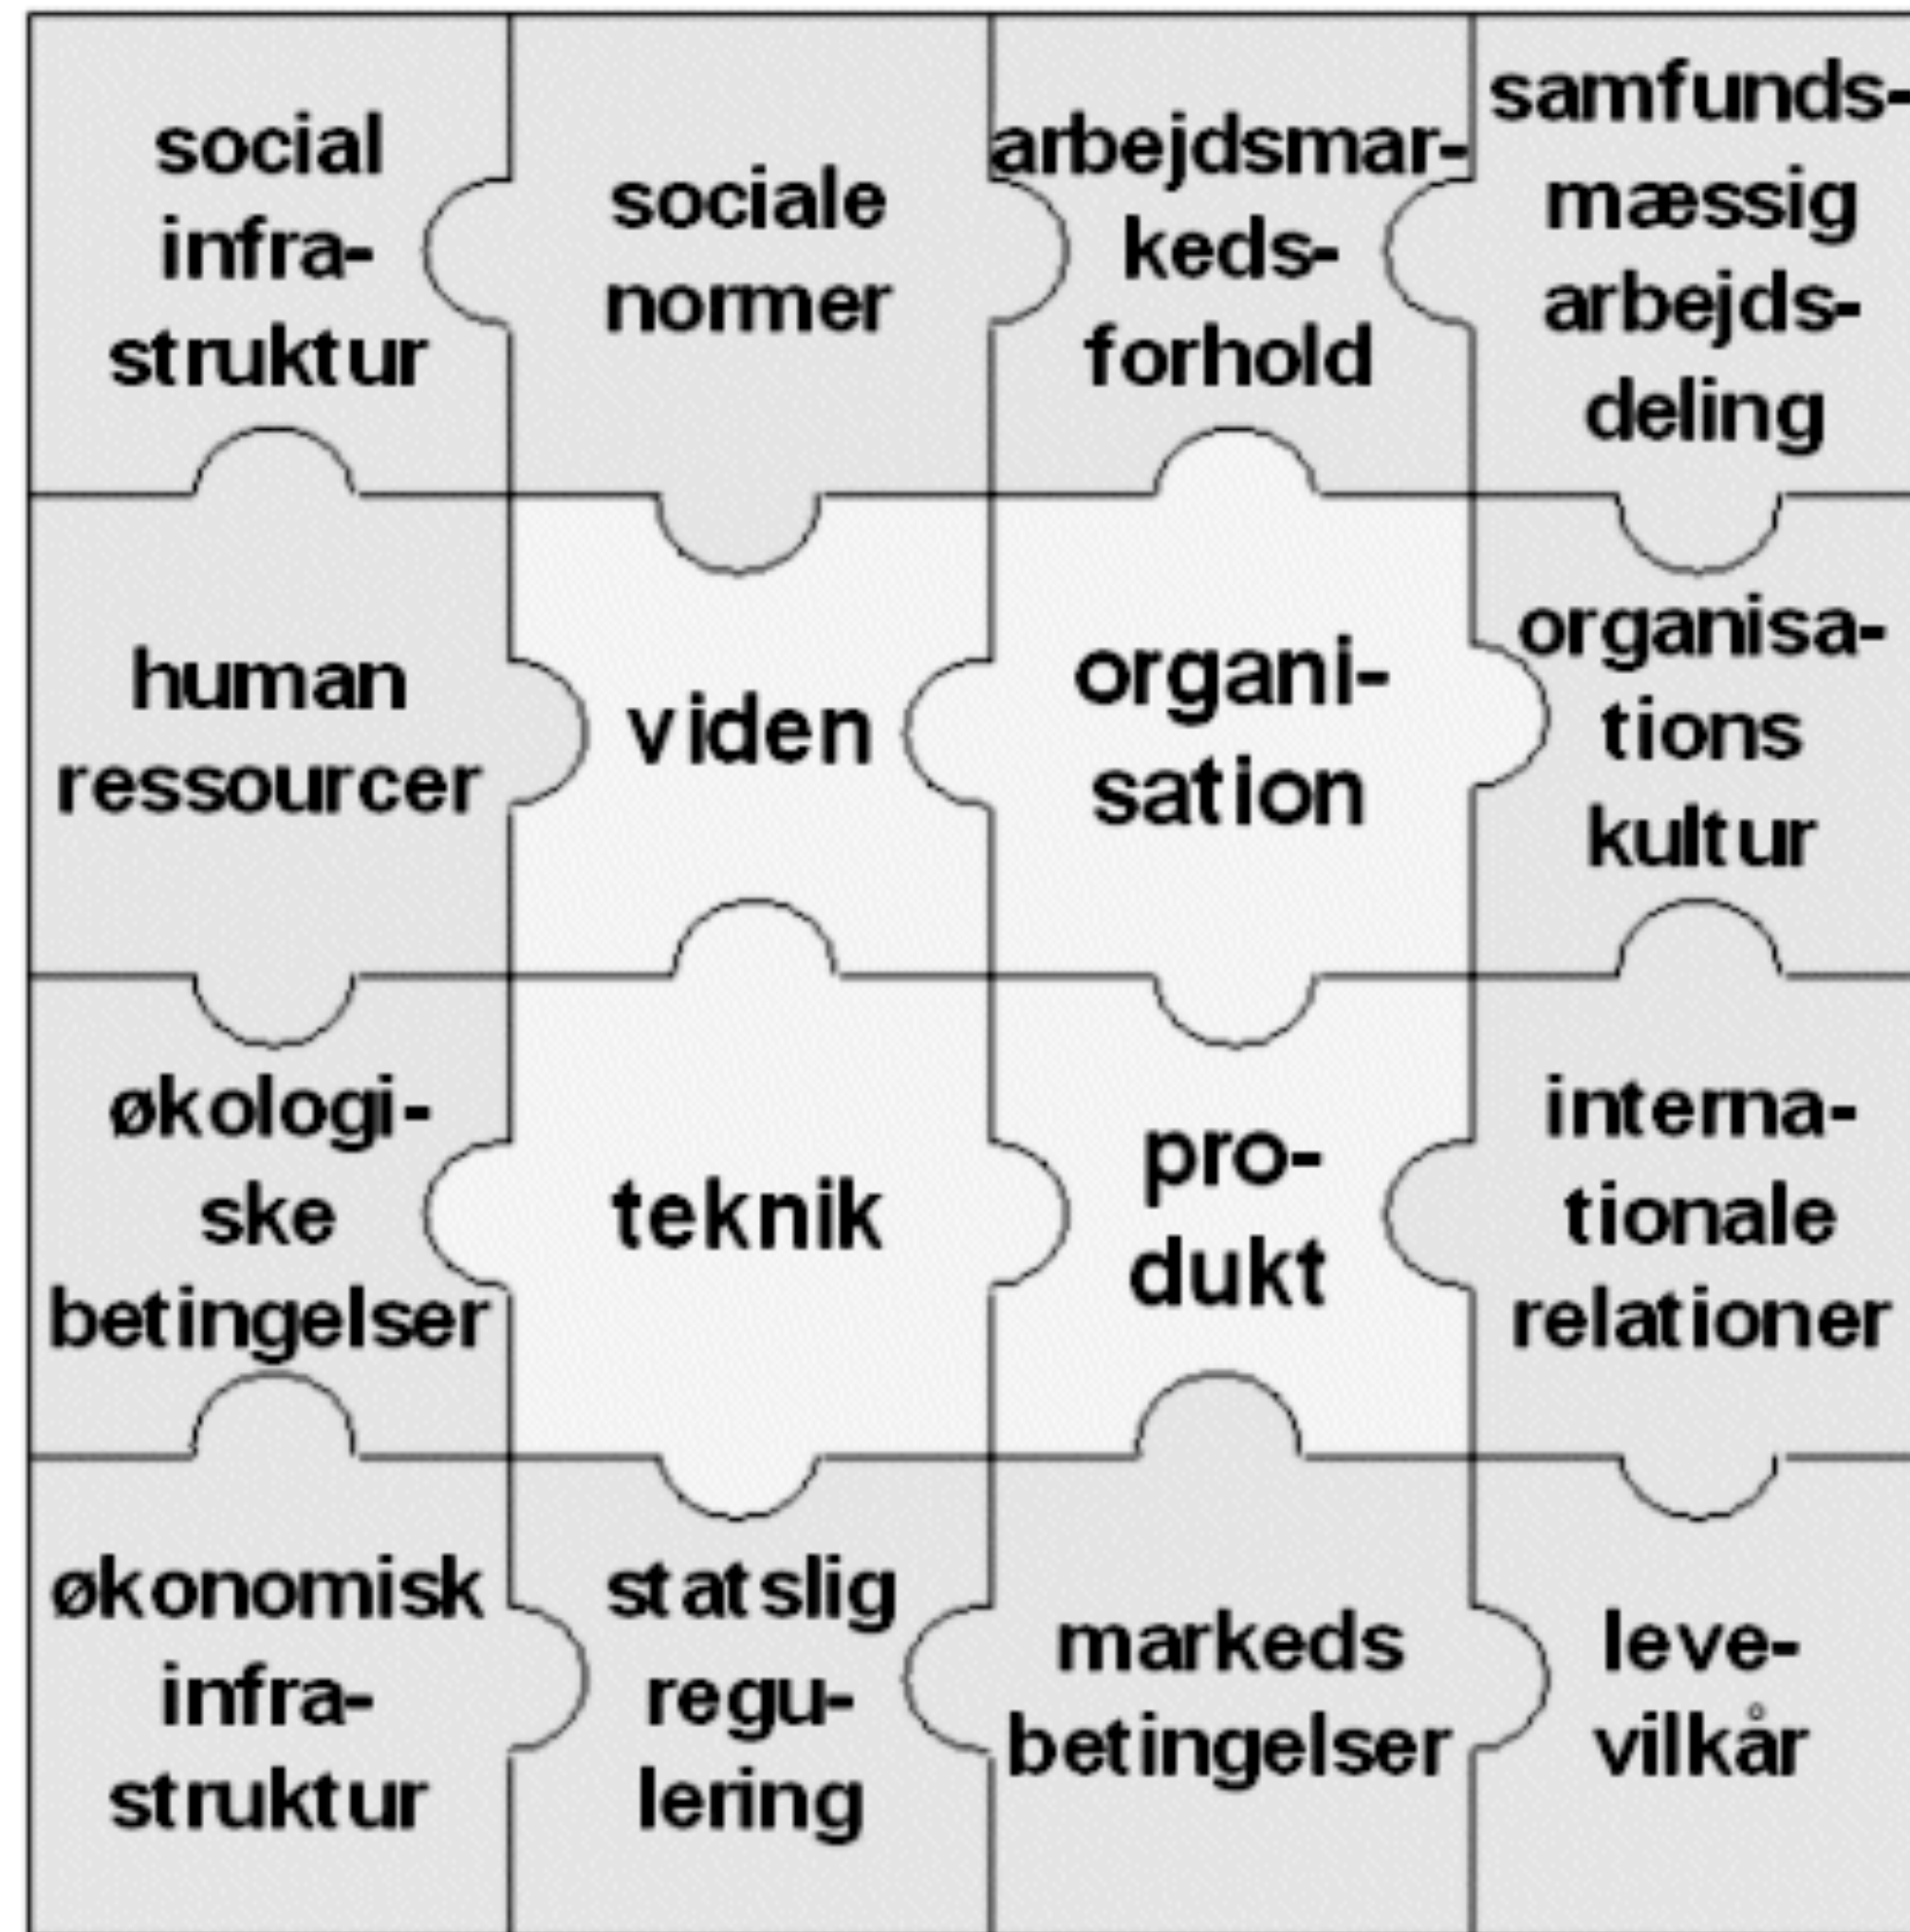 social
infra-
struktur
sociale
normer
arbejdsmar-
keds-
forhold
samfunds-
mæssig
arbejds-
deling
human
ressourcer
viden
organi-
sation
organisa-
tions
kultur
økologi-
ske
betingelser
teknik
pro-
dukt
interna-
tionale
relationer
økonomisk
infra-
struktur
statslig
regu-
lering
markeds
betingelser
leve-
vilkår